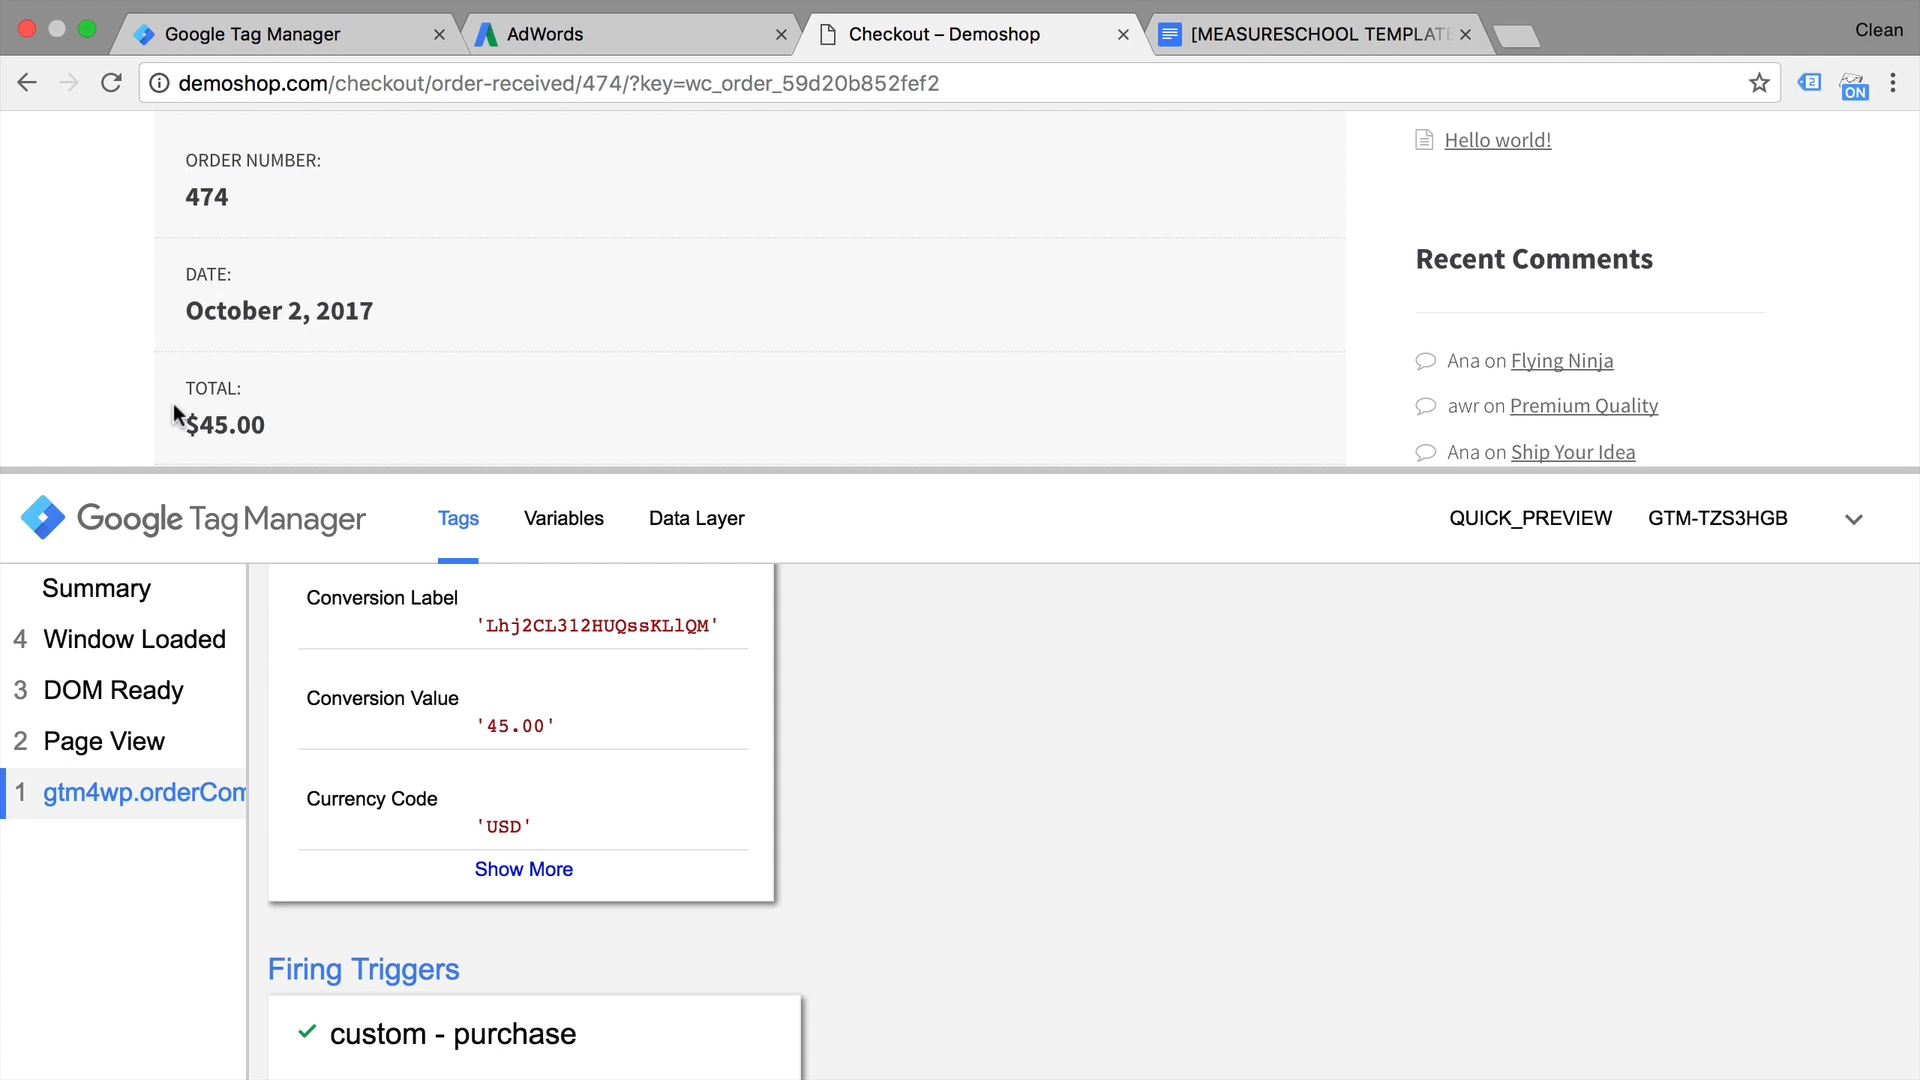 Google Tag Manager
AdWords
Checkout – Demoshop
[MEASURESCHOOL TEMPLATE
Clean
demoshop.com/checkout/order-received/474/?key=wc_order_59d20b852fef2
2
ON
ORDER NUMBER:
474
DATE:
October 2, 2017
TOTAL:
$45.00
Hello world!
Recent Comments
Ana on Flying Ninja
awr on Premium Quality
Ana on Ship Your Idea
Google Tag Manager
Tags
Variables
Data Layer
QUICK_PREVIEW
GTM-TZS3HGB
Summary
4 Window Loaded
3 DOM Ready
2 Page View
1 gtm4wp.orderCom
Conversion Label
'Lhj2CL312HUQssKLlQM'
Conversion Value
'45.00'
Currency Code
'USD'
Show More
Firing Triggers
custom - purchase